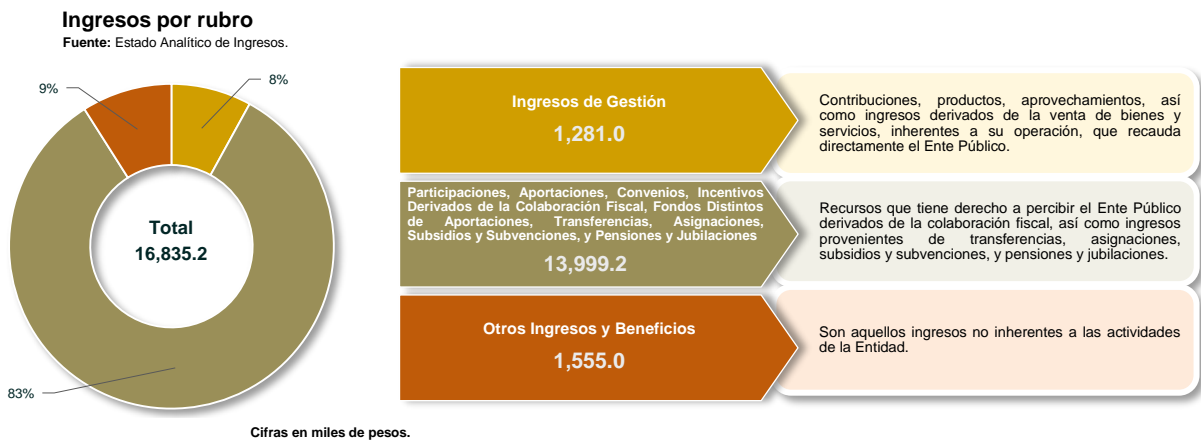 Ingresos por rubro
Fuente: Estado Analítico de Ingresos.
9%
8%
Total
16,835.2
83%
Ingresos de Gestión
1,281.0
Contribuciones, productos, aprovechamientos, así
como ingresos derivados de la venta de bienes y
servicios, inherentes a su operación, que recauda
directamente el Ente Público.
Participaciones, Aportaciones, Convenios, Incentivos
Derivados de la Colaboración Fiscal, Fondos Distintos
de Aportaciones, Transferencias, Asignaciones,
Subsidios y Subvenciones, y Pensiones y Jubilaciones
13,999.2
Recursos que tiene derecho a percibir el Ente Público
derivados de la colaboración fiscal, así como ingresos
provenientes de transferencias, asignaciones,
subsidios y subvenciones, y pensiones y jubilaciones.
Otros Ingresos y Beneficios
1,555.0
Son aquellos ingresos no inherentes a las actividades
de la Entidad.
Cifras en miles de pesos.